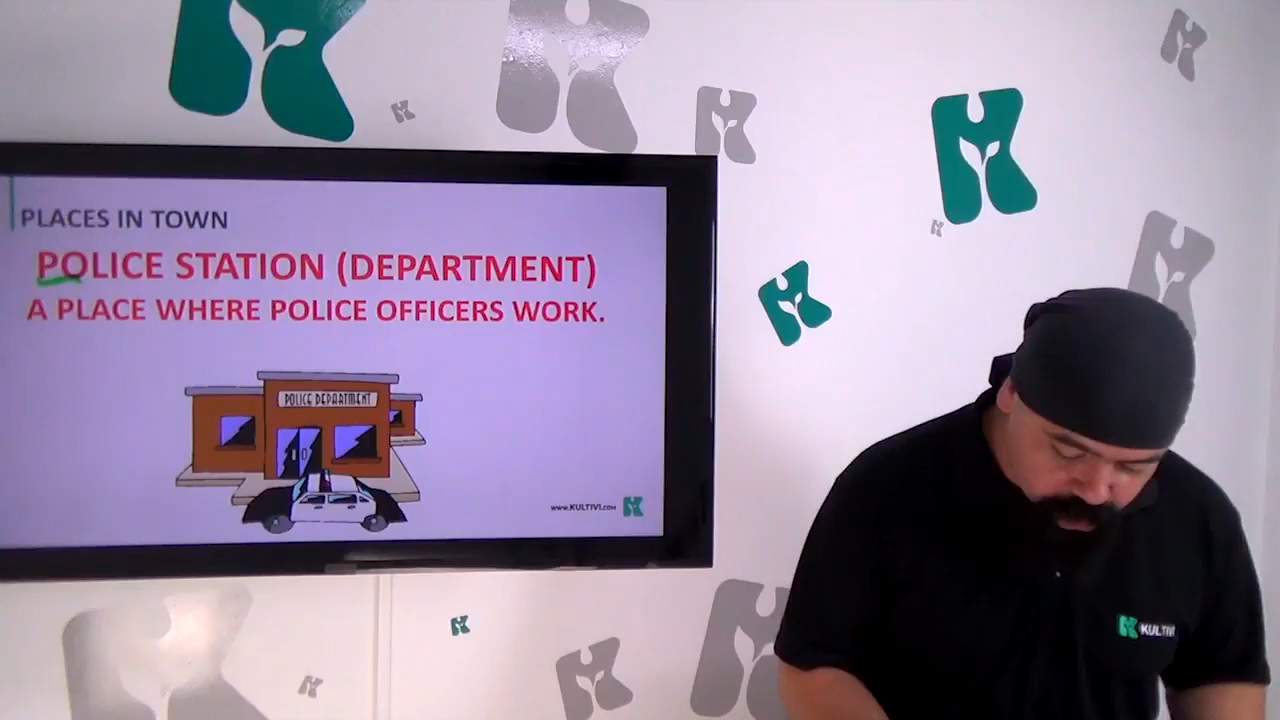 PLACES IN TOWN
POLICE STATION (DEPARTMENT)
A PLACE WHERE POLICE OFFICERS WORK.
POLICE DEPARTMENT
www.KULTIVI.com
KULTIVI